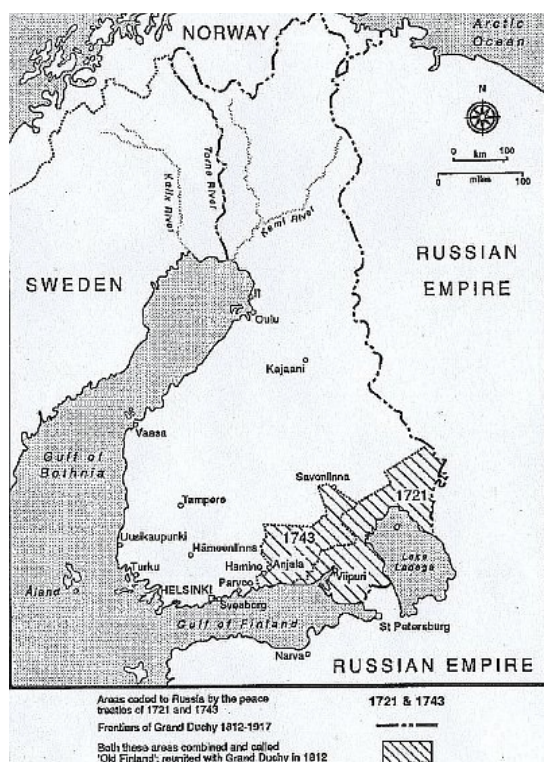 Arctic
Ocean
NORWAY
N
0 100
km
0 100
miles
Kalix River
Torne River
Kemi River
SWEDEN
RUSSIAN
EMPIRE
Oulu
Kajaani
Vaasa
Gulf of
Bothnia
Savonlinna
1721
Tampere
1743
Uusikaupunki
Hämeenlinna
Lake
Ladoga
Hamina
Anjala
Viipuri
Turku
Porvoo
Åland
HELSINKI
Sveaborg
Gulf of Finland
St Petersburg
Narva
RUSSIAN EMPIRE
Areas ceded to Russia by the peace
treaties of 1721 and 1743
1721 & 1743
Frontiers of Grand Duchy 1812-1917
Both these areas combined and called
'Old Finland'; reunited with Grand Duchy in 1812